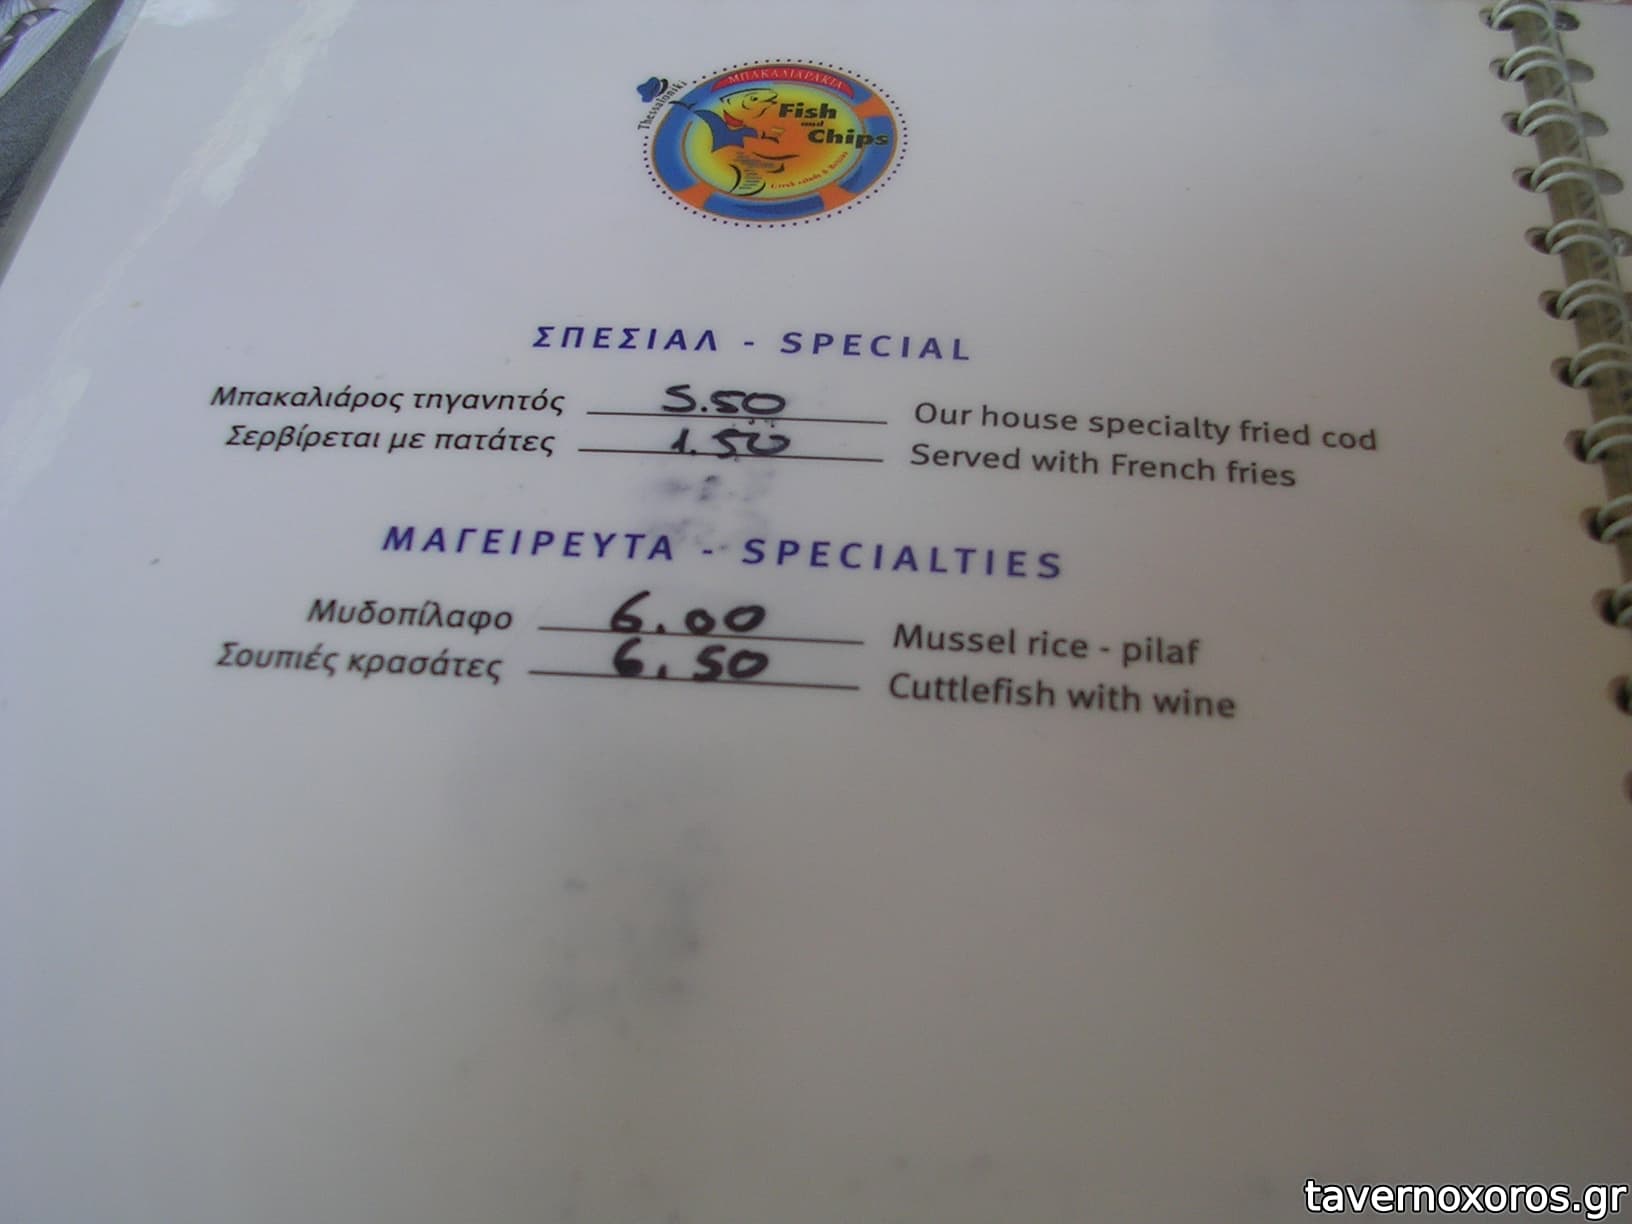 Thessaloniki
ΜΠΑΚΑΛΙΑΡΑΚΙΑ
Fish
and
Chips
ΣΠΕΣΙΑΛ - SPECIAL
Μπακαλιάρος τηγανητός 5.50 Our house specialty fried cod
Σερβίρεται με πατάτες 1.50 Served with French fries
ΜΑΓΕΙΡΕΥΤΑ - SPECIALTIES
Μυδοπίλαφο 6.00 Mussel rice - pilaf
Σουπιές κρασάτες 6.50 Cuttlefish with wine
tavernoxoros.gr